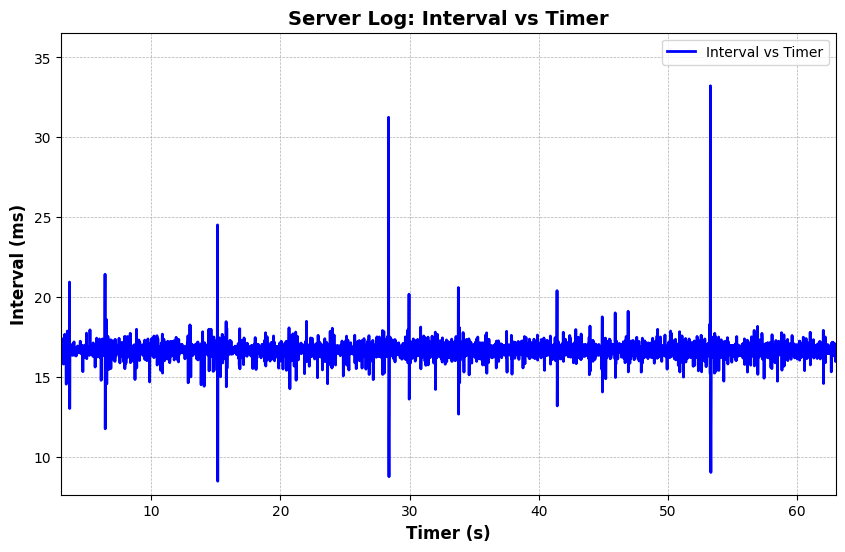 Server Log: Interval vs Timer
Interval vs Timer
35
30
25
20
15
10
Interval (ms)
10 20 30 40 50 60
Timer (s)